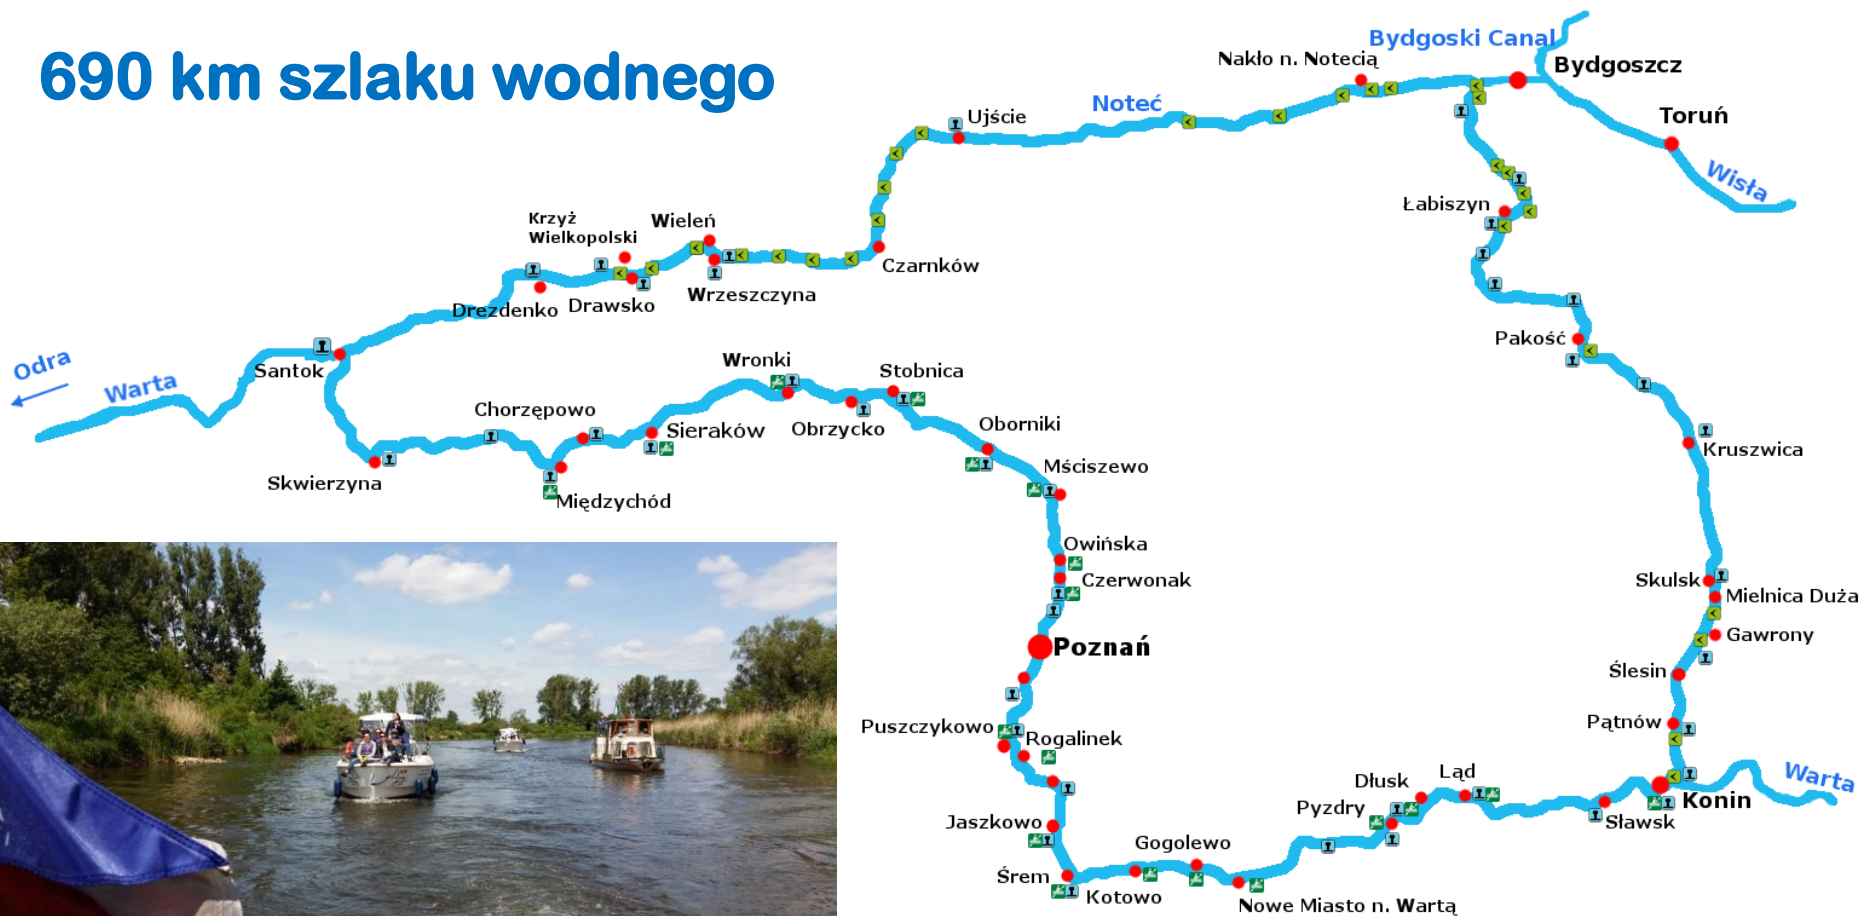 690 km szlaku wodnego
Bydgoski Canal
Nakło n. Notecią
Bydgoszcz
Noteć
Ujście
Toruń
Wisła
Łabiszyn
Krzyż
Wielkopolski
Wieleń
Czarnków
Wrzeszczyna
Drezdenko
Drawsko
Pakość
Odra
Warta
Santok
Wronki
Stobnica
Chorzępowo
Sieraków
Obrzycko
Oborniki
Mściszewo
Kruszwica
Skwierzyna
Międzychód
Owińska
Czerwonak
Skulsk
Mielnica Duża
Gawrony
Poznań
Ślesin
Puszczykowo
Rogalinek
Pątnów
Dłusk
Ląd
Warta
Pyzdry
Konin
Jaszkowo
Sławsk
Gogolewo
Śrem
Kotowo
Nowe Miasto n. Wartą